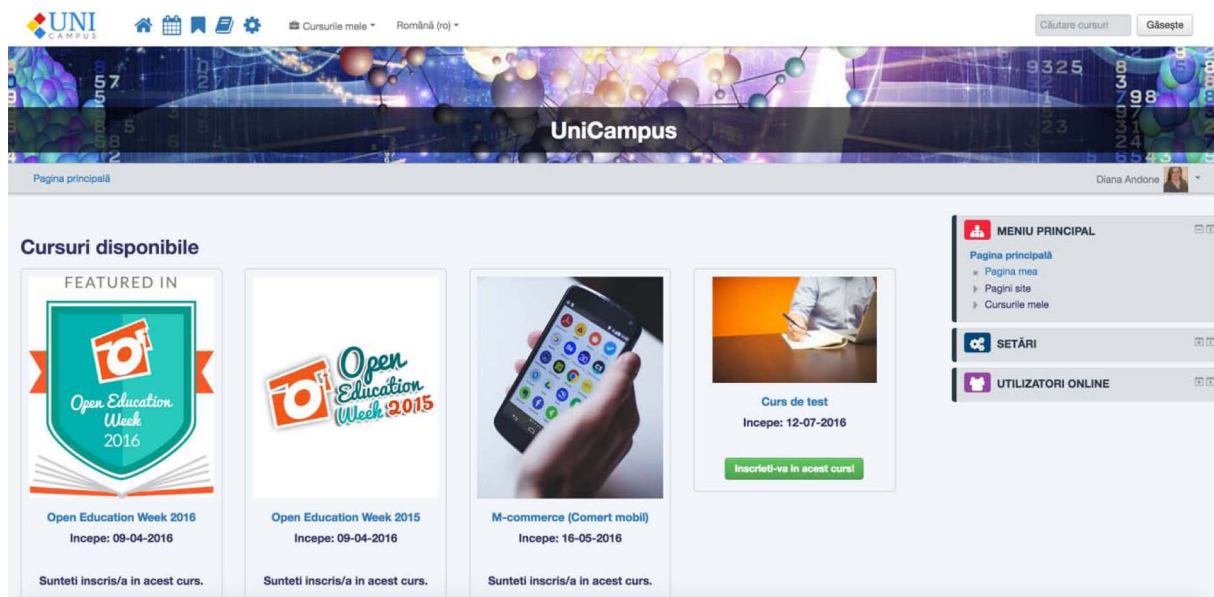 UNI
CAMPUS
Cursurile mele
Română (ro)
Căutare cursuri
Găsește
UniCampus
Pagina principală
Diana Andone
Cursuri disponibile
FEATURED IN
Open Education
Week
2016
Open Education Week 2016
Incepe: 09-04-2016
Sunteti inscris/a in acest curs.
Open
Education
Week 2015
Open Education Week 2015
Incepe: 09-04-2016
Sunteti inscris/a in acest curs.
M-commerce (Comert mobil)
Incepe: 16-05-2016
Sunteti inscris/a in acest curs.
Curs de test
Incepe: 12-07-2016
Inscrieti-va in acest curs!
MENIU PRINCIPAL
Pagina principală
Pagina mea
Pagini site
Cursurile mele
SETĂRI
UTILIZATORI ONLINE